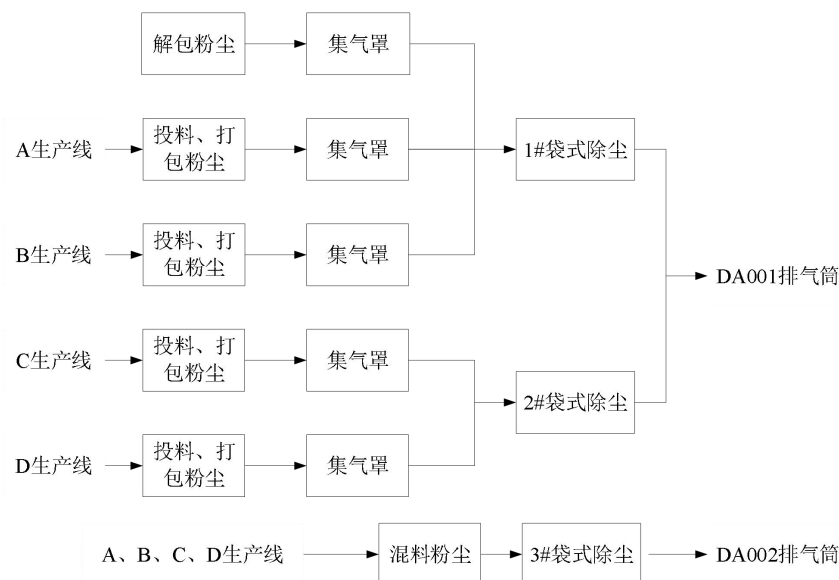 解包粉尘
集气罩
A生产线
投料、打
包粉尘
集气罩
1#袋式除尘
B生产线
投料、打
包粉尘
集气罩
DA001排气筒
C生产线
投料、打
包粉尘
集气罩
2#袋式除尘
D生产线
投料、打
包粉尘
集气罩
A、B、C、D生产线
混料粉尘
3#袋式除尘
DA002排气筒